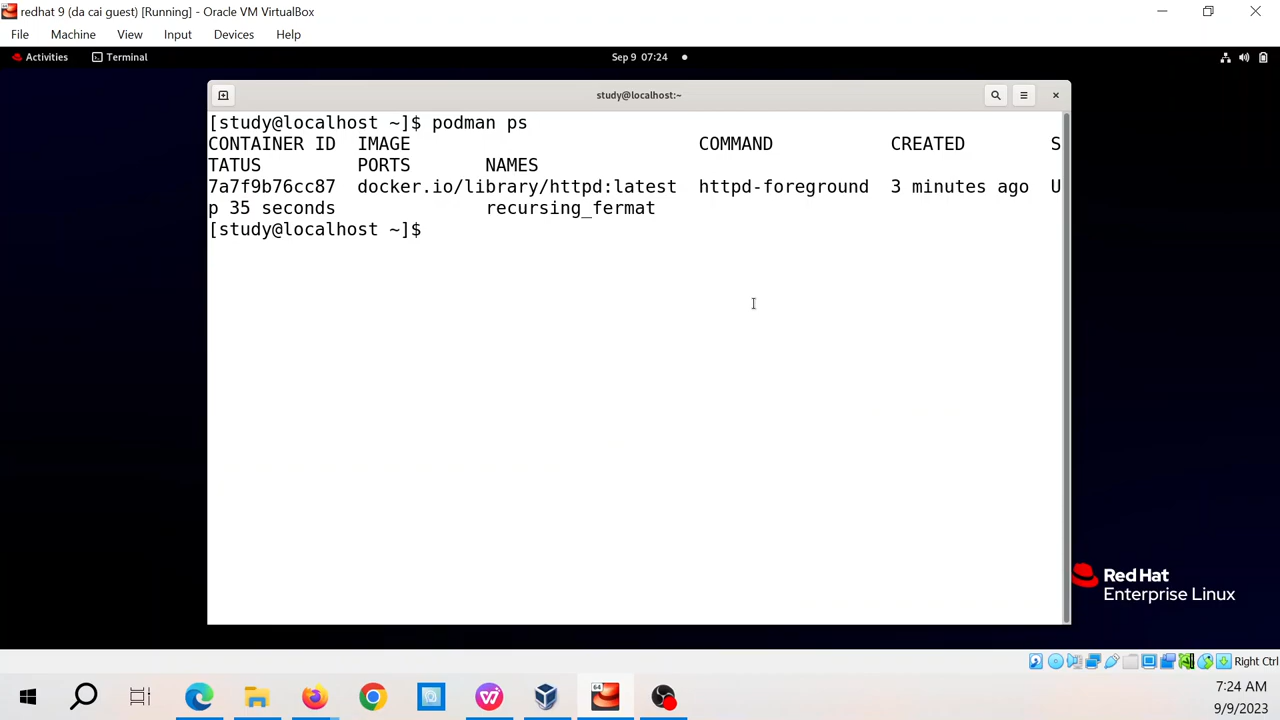 redhat 9 (da cai guest) [Running] - Oracle VM VirtualBox
File Machine View Input Devices Help
Activities Terminal Sep 9 07:24
study@localhost:~
[study@localhost ~]$ podman ps
CONTAINER ID  IMAGE                           COMMAND           CREATED        S
TATUS         PORTS       NAMES
7a7f9b76cc87  docker.io/library/httpd:latest  httpd-foreground  3 minutes ago  U
p 35 seconds              recursing_fermat
[study@localhost ~]$
Red Hat
Enterprise Linux
Right Ctrl
64
7:24 AM
9/9/2023